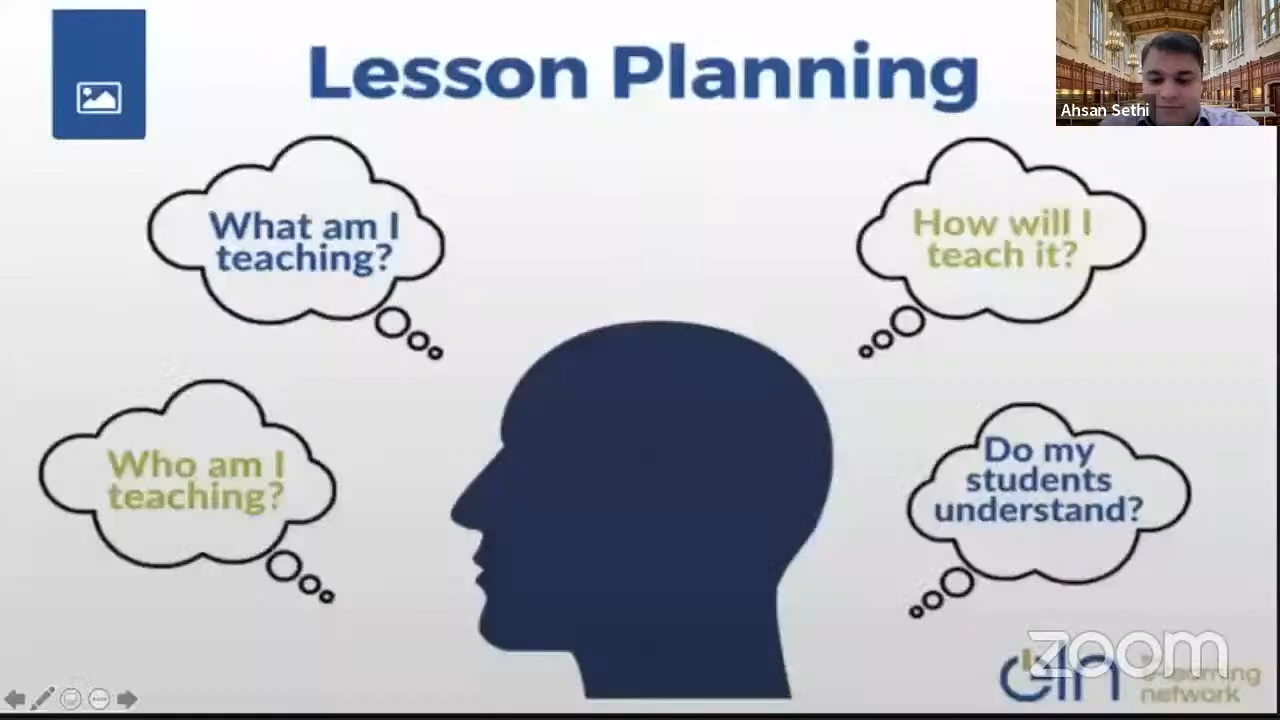 Lesson Planning
Ahsan Sethi
What am I
teaching?
How will I
teach it?
Who am I
teaching?
Do my
students
understand?
zoom
network